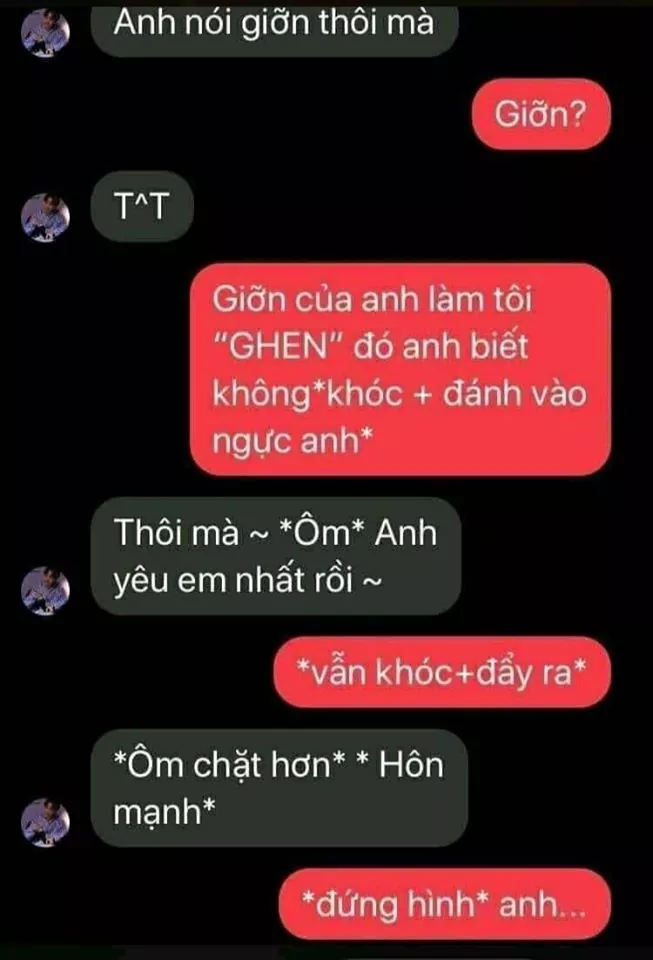 Anh nói giỡn thôi mà
Giỡn?
T^T
Giỡn của anh làm tôi
“GHEN” đó anh biết
không*khóc + đánh vào
ngực anh*
Thôi mà ~ *Ôm* Anh
yêu em nhất rồi ~
*vẫn khóc+đẩy ra*
*Ôm chặt hơn* * Hôn
mạnh*
*đứng hình* anh...